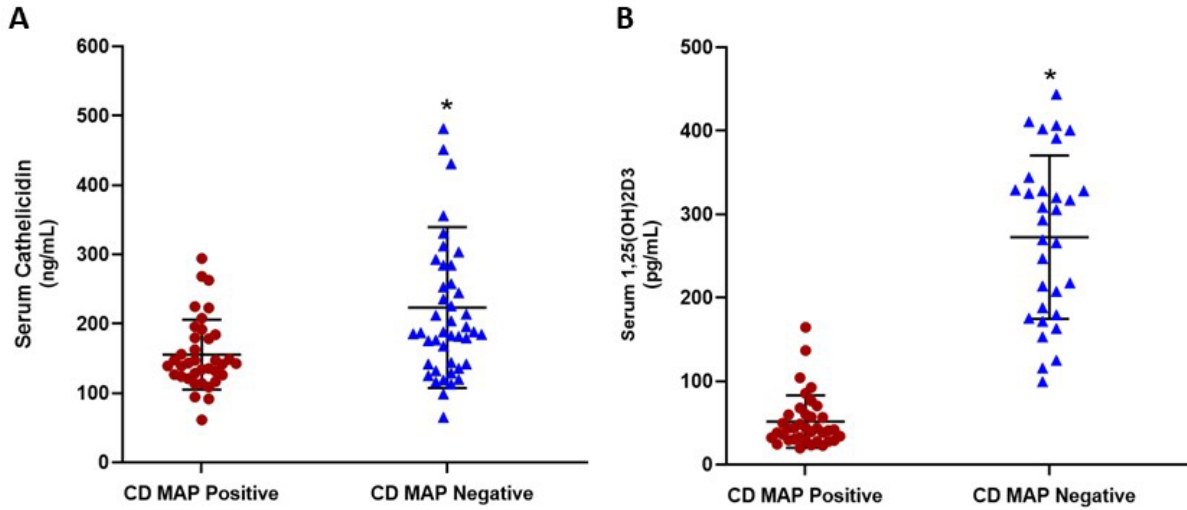 A
600
500
400
300
200
100
0
Serum Cathelicidin
(ng/mL)
*
CD MAP Positive
CD MAP Negative
B
500
400
300
200
100
0
Serum 1,25(OH)2D3
(pg/mL)
*
CD MAP Positive
CD MAP Negative